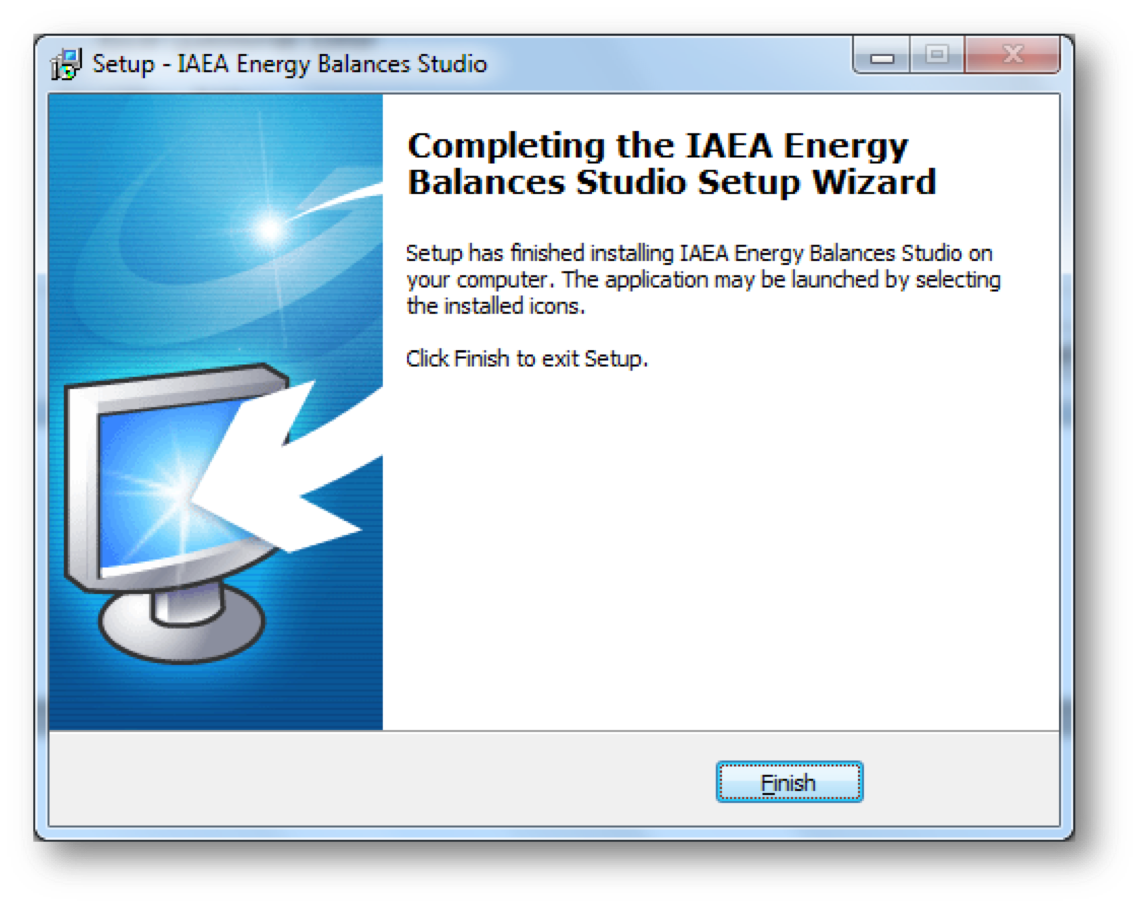 Setup - IAEA Energy Balances Studio
Completing the IAEA Energy
Balances Studio Setup Wizard
Setup has finished installing IAEA Energy Balances Studio on
your computer. The application may be launched by selecting
the installed icons.
Click Finish to exit Setup.
Finish